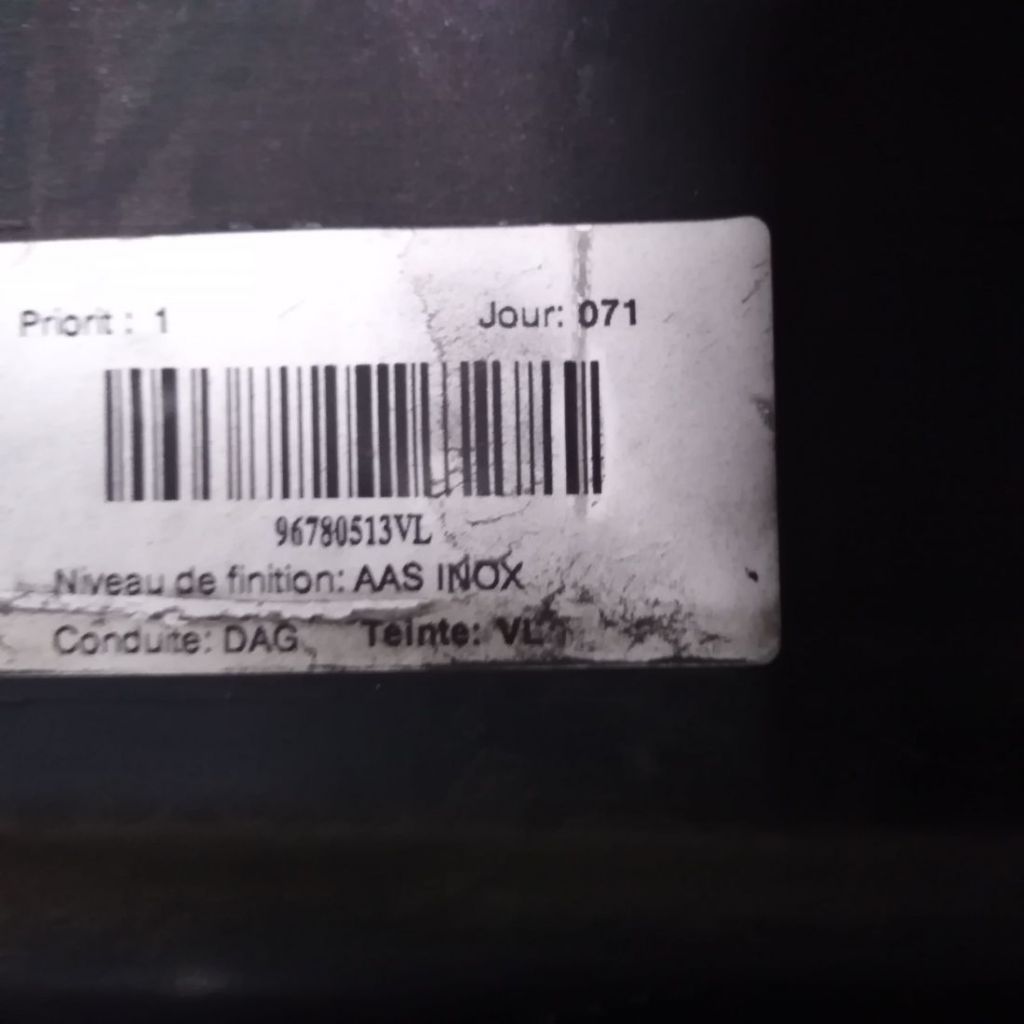 Priorit : 1 Jour: 071
96780513VL
Niveau de finition: AAS INOX
Conduite: DAG Teinte: VL